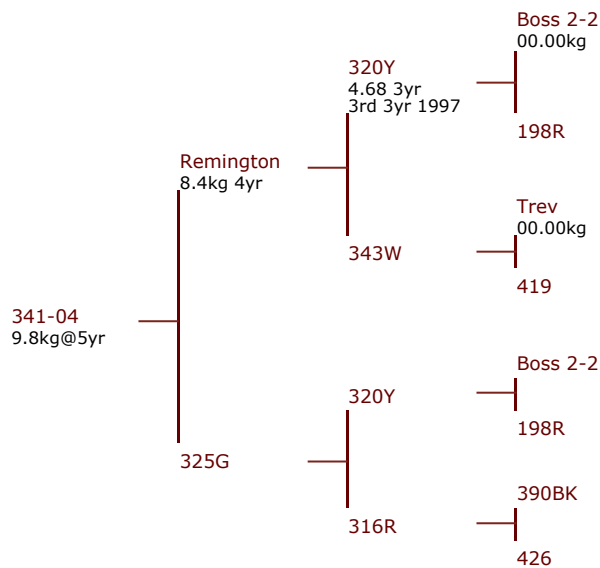 Boss 2-2
00.00kg
320Y
4.68 3yr
3rd 3yr 1997
198R
Remington
8.4kg 4yr
Trev
00.00kg
343W
419
341-04
9.8kg@5yr
Boss 2-2
320Y
198R
325G
390BK
316R
426